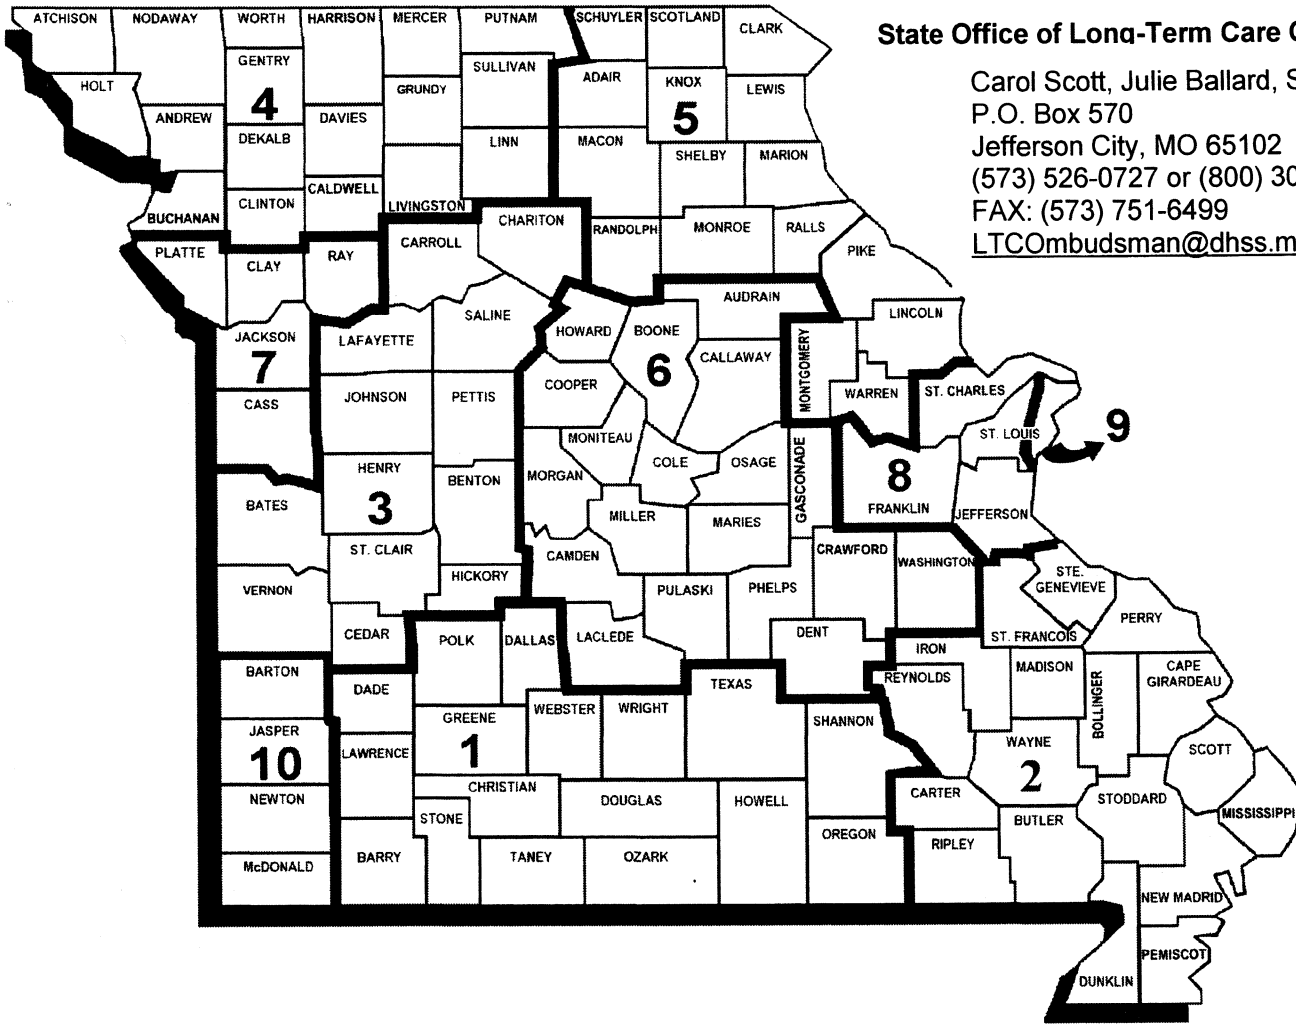 State Office of Long-Term Care
Carol Scott, Julie Ballard, S
P.O. Box 570
Jefferson City, MO 65102
(573) 526-0727 or (800) 30
FAX: (573) 751-6499
LTCOmbudsman@dhss.m
ATCHISON
NODAWAY
WORTH
HARRISON
MERCER
PUTNAM
SCHUYLER
SCOTLAND
CLARK
HOLT
GENTRY
4
SULLIVAN
ADAIR
KNOX
5
LEWIS
ANDREW
DEKALB
DAVIES
GRUNDY
LINN
MACON
SHELBY
MARION
BUCHANAN
CLINTON
CALDWELL
LIVINGSTON
CHARITON
RANDOLPH
MONROE
RALLS
PIKE
PLATTE
CLAY
RAY
CARROLL
AUDRAIN
LINCOLN
JACKSON
7
LAFAYETTE
SALINE
HOWARD
BOONE
6
CALLAWAY
MONTGOMERY
WARREN
ST. CHARLES
CASS
JOHNSON
PETTIS
COOPER
MONITEAU
ST. LOUIS
9
BATES
HENRY
3
BENTON
MORGAN
COLE
OSAGE
GASCONADE
8
FRANKLIN
JEFFERSON
MILLER
MARIES
ST. CLAIR
HICKORY
CAMDEN
CRAWFORD
WASHINGTON
STE.
GENEVIEVE
VERNON
PULASKI
PHELPS
PERRY
CEDAR
POLK
DALLAS
LACLEDE
DENT
IRON
ST. FRANCOIS
BARTON
DADE
TEXAS
REYNOLDS
MADISON
BOLLINGER
CAPE
GIRARDEAU
JASPER
10
LAWRENCE
GREENE
1
WEBSTER
WRIGHT
SHANNON
WAYNE
2
SCOTT
NEWTON
CHRISTIAN
STONE
DOUGLAS
HOWELL
CARTER
STODDARD
MISSISSIPPI
McDONALD
BARRY
TANEY
OZARK
OREGON
RIPLEY
BUTLER
NEW MADRID
PEMISCOT
DUNKLIN